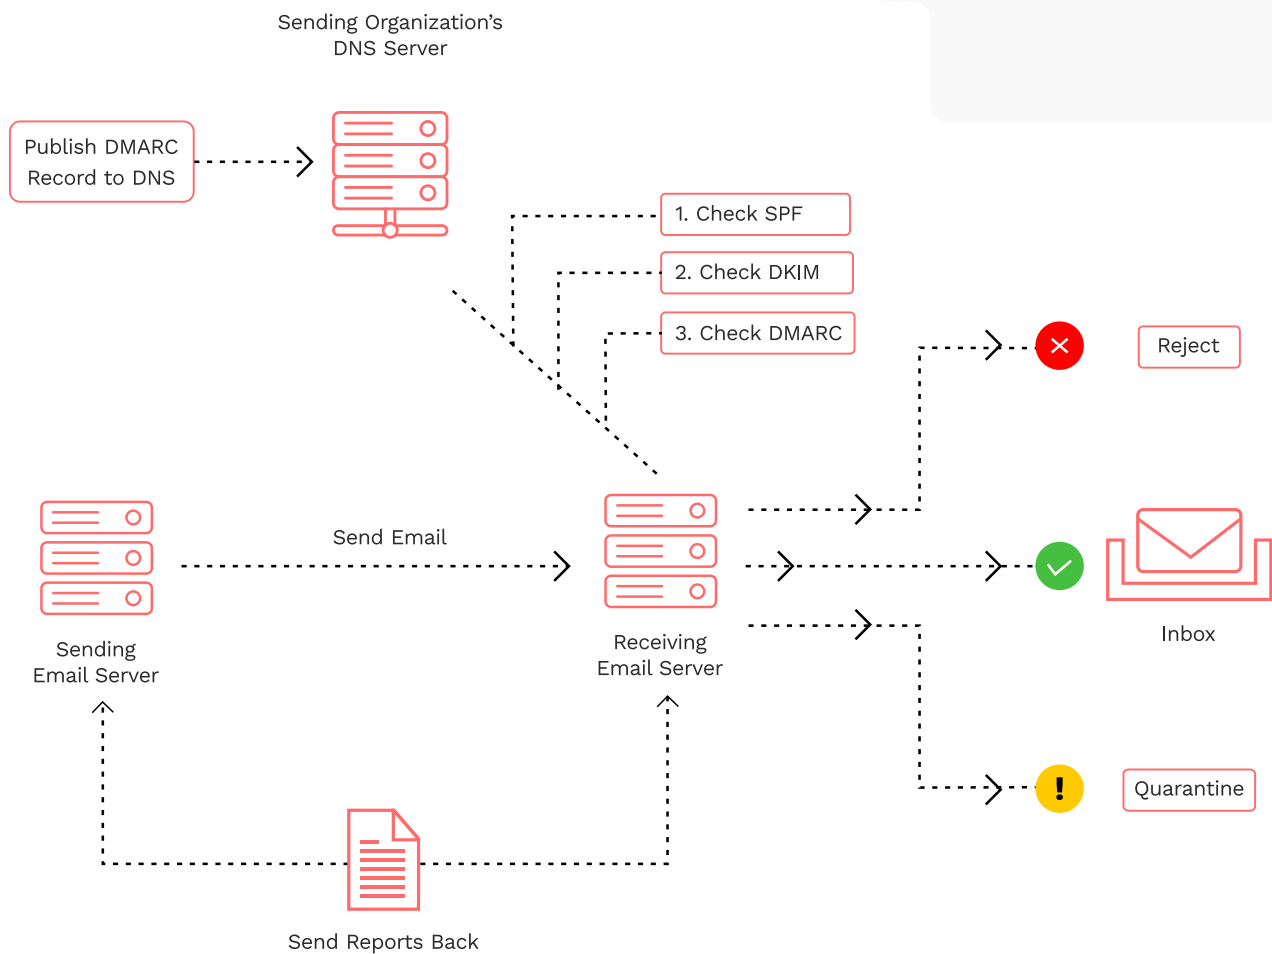 Sending Organization’s
DNS Server
Publish DMARC
Record to DNS
1. Check SPF
2. Check DKIM
3. Check DMARC
Reject
Send Email
Sending
Email Server
Receiving
Email Server
Inbox
Quarantine
Send Reports Back